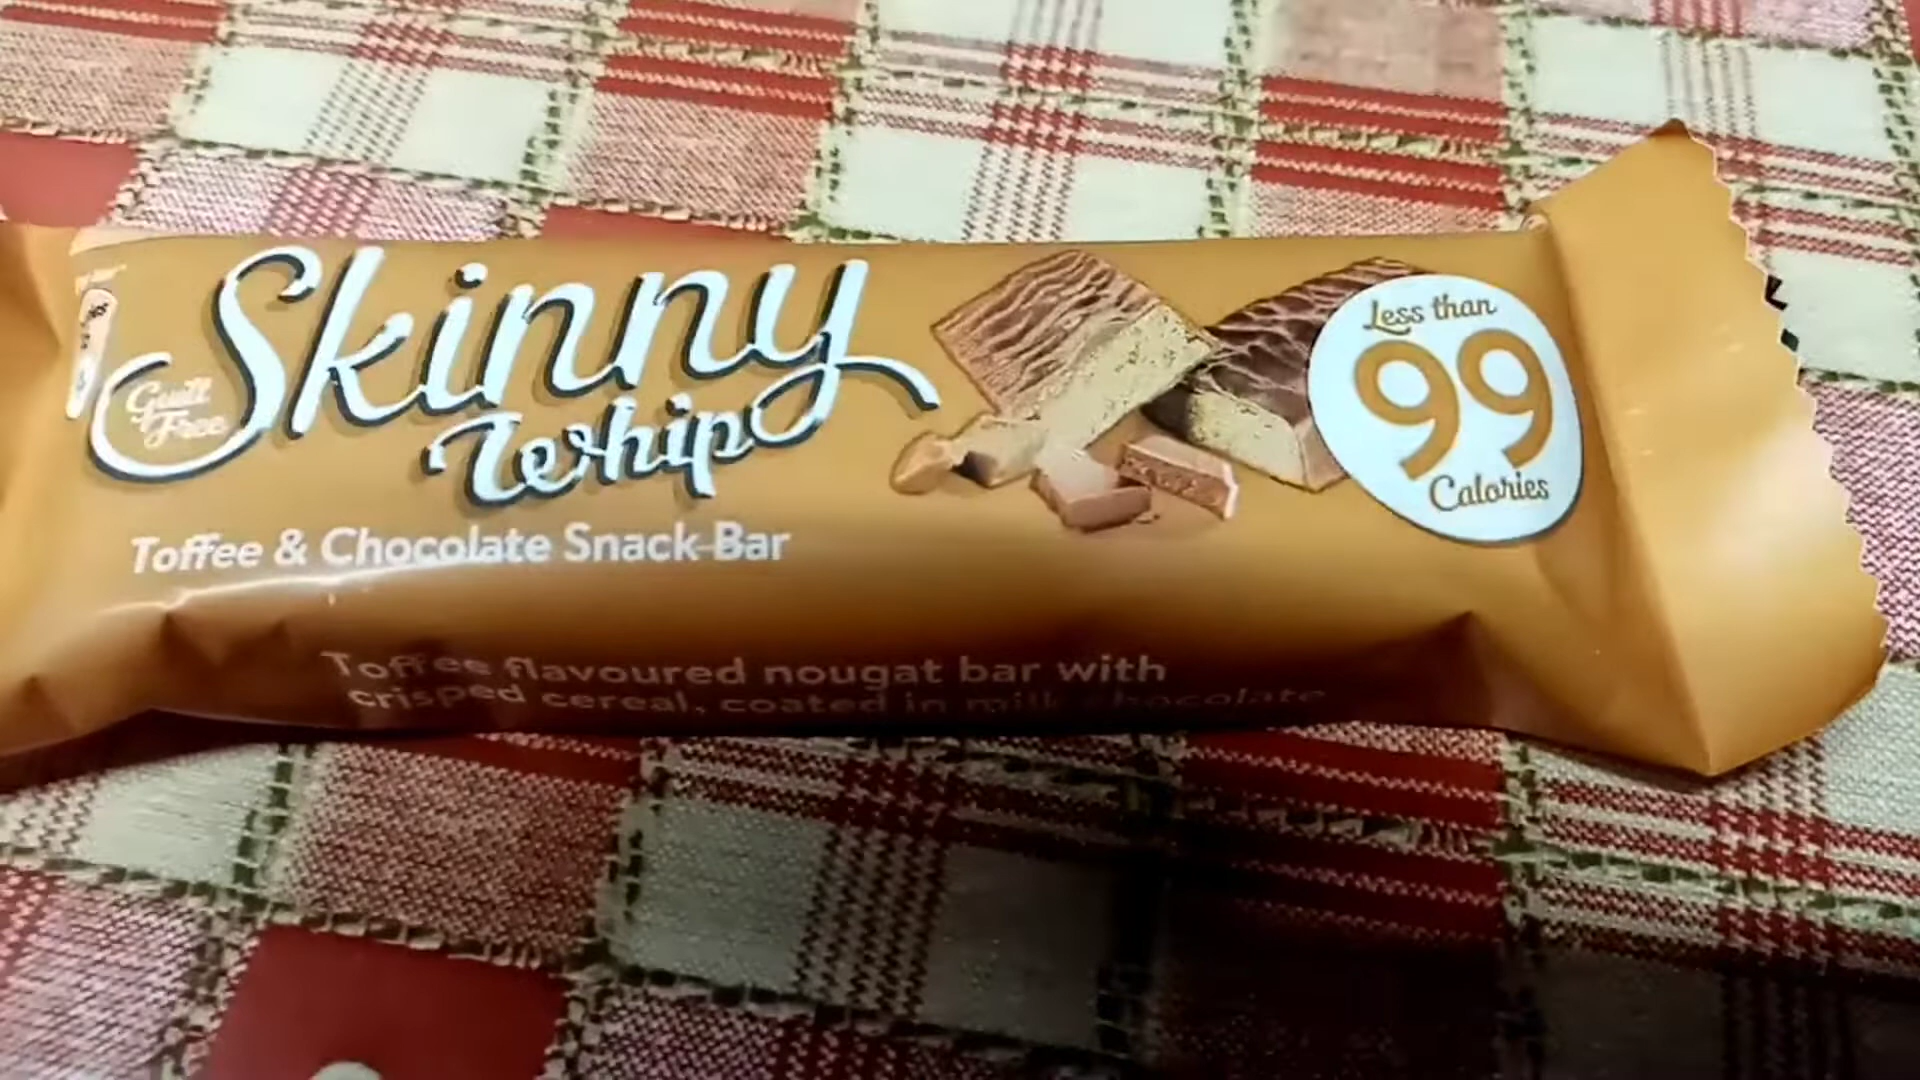 Guilt
Free
Skinny
Whip
Toffee & Chocolate Snack Bar
Toffee flavoured nougat bar with
crisped cereal, coated in milk chocolate
Less than
99
Calories